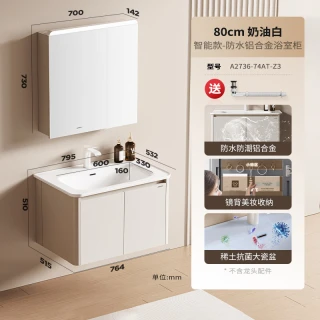 700
142
730
80cm 奶油白
智能款-防水铝合金浴室柜
型号 A2736-74AT-Z3
送
防水防潮铝合金
镜背美妆收纳
稀土抗菌大瓷盆
*不含龙头配件
795
600
532
330
160
510
515
764
单位:mm